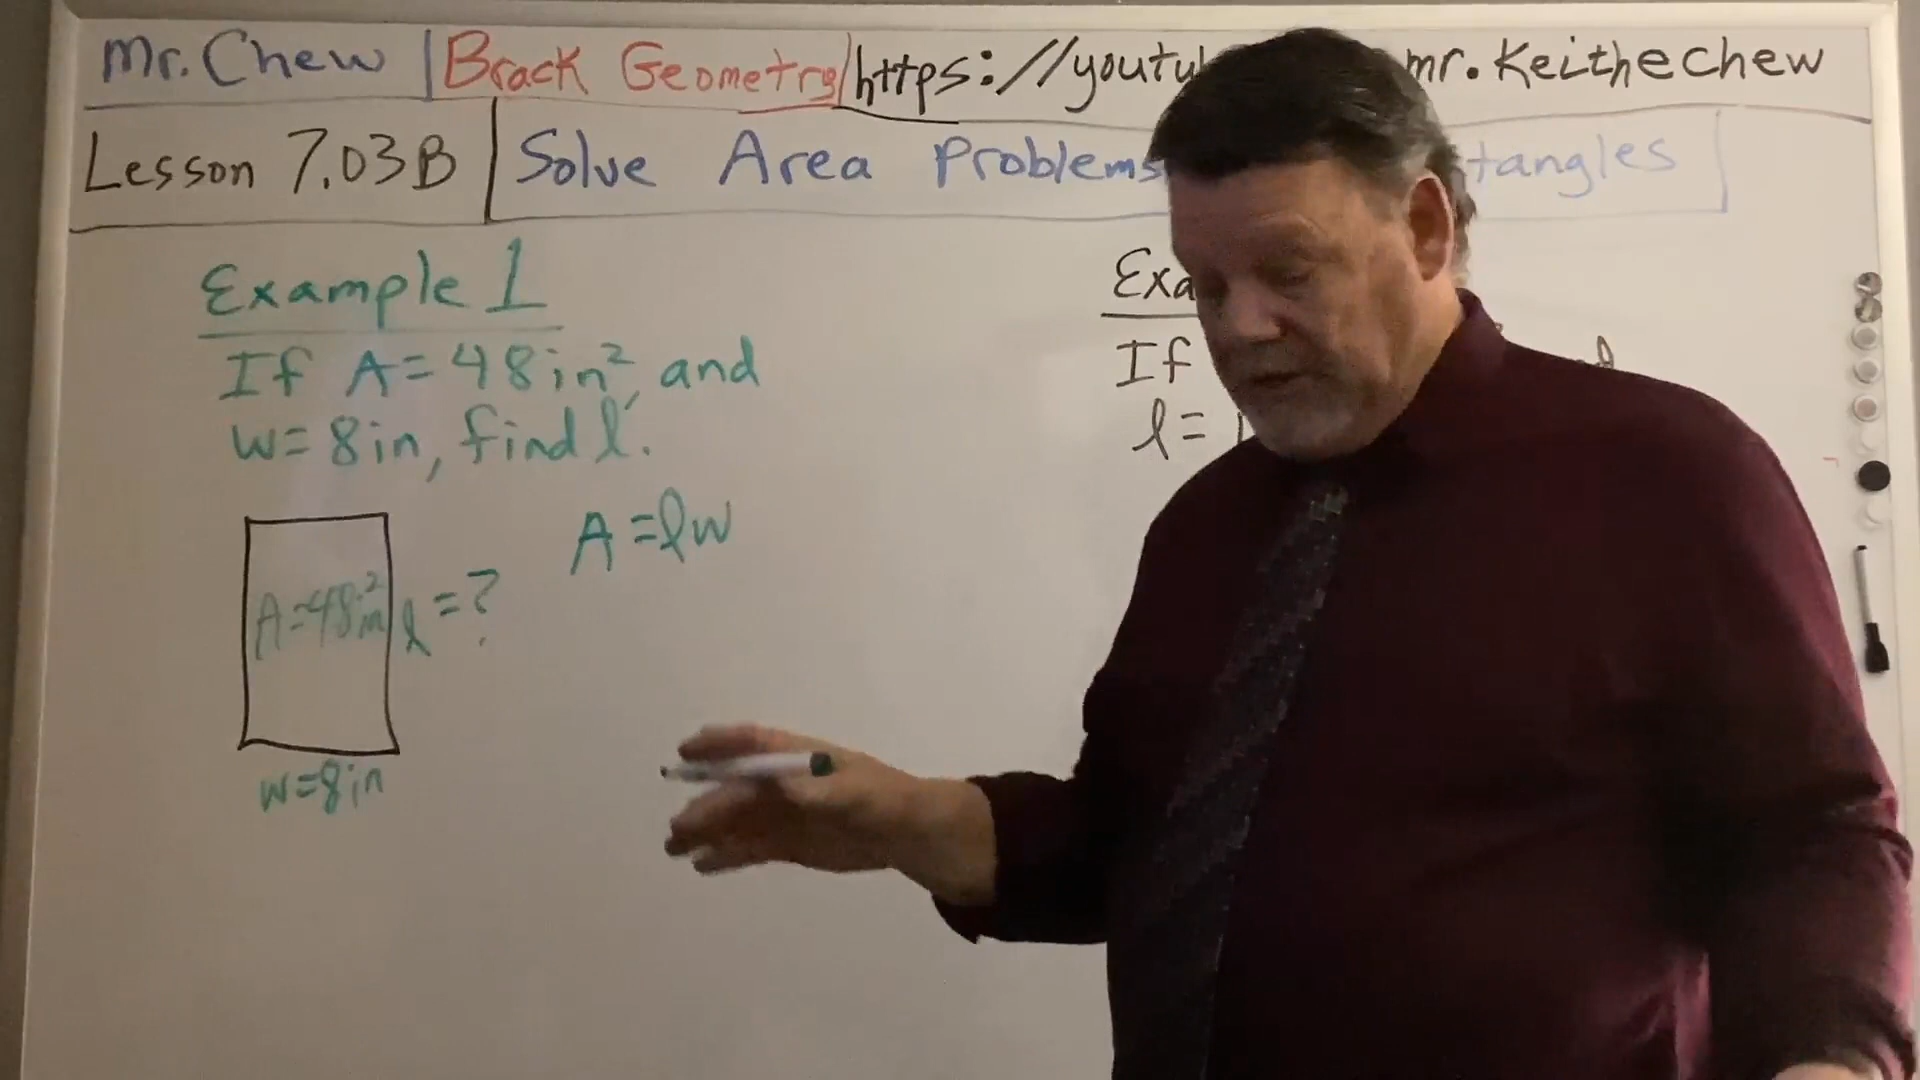 Mr. Chew | Brack Geometry | https://youtu mr.Keithechew
Lesson 7.03B | Solve Area Problems tangles
Example 1
If A=48in², and
w=8in, find l.
A=lw
A=48in²
l=?
w=8in
Exa
If
l=